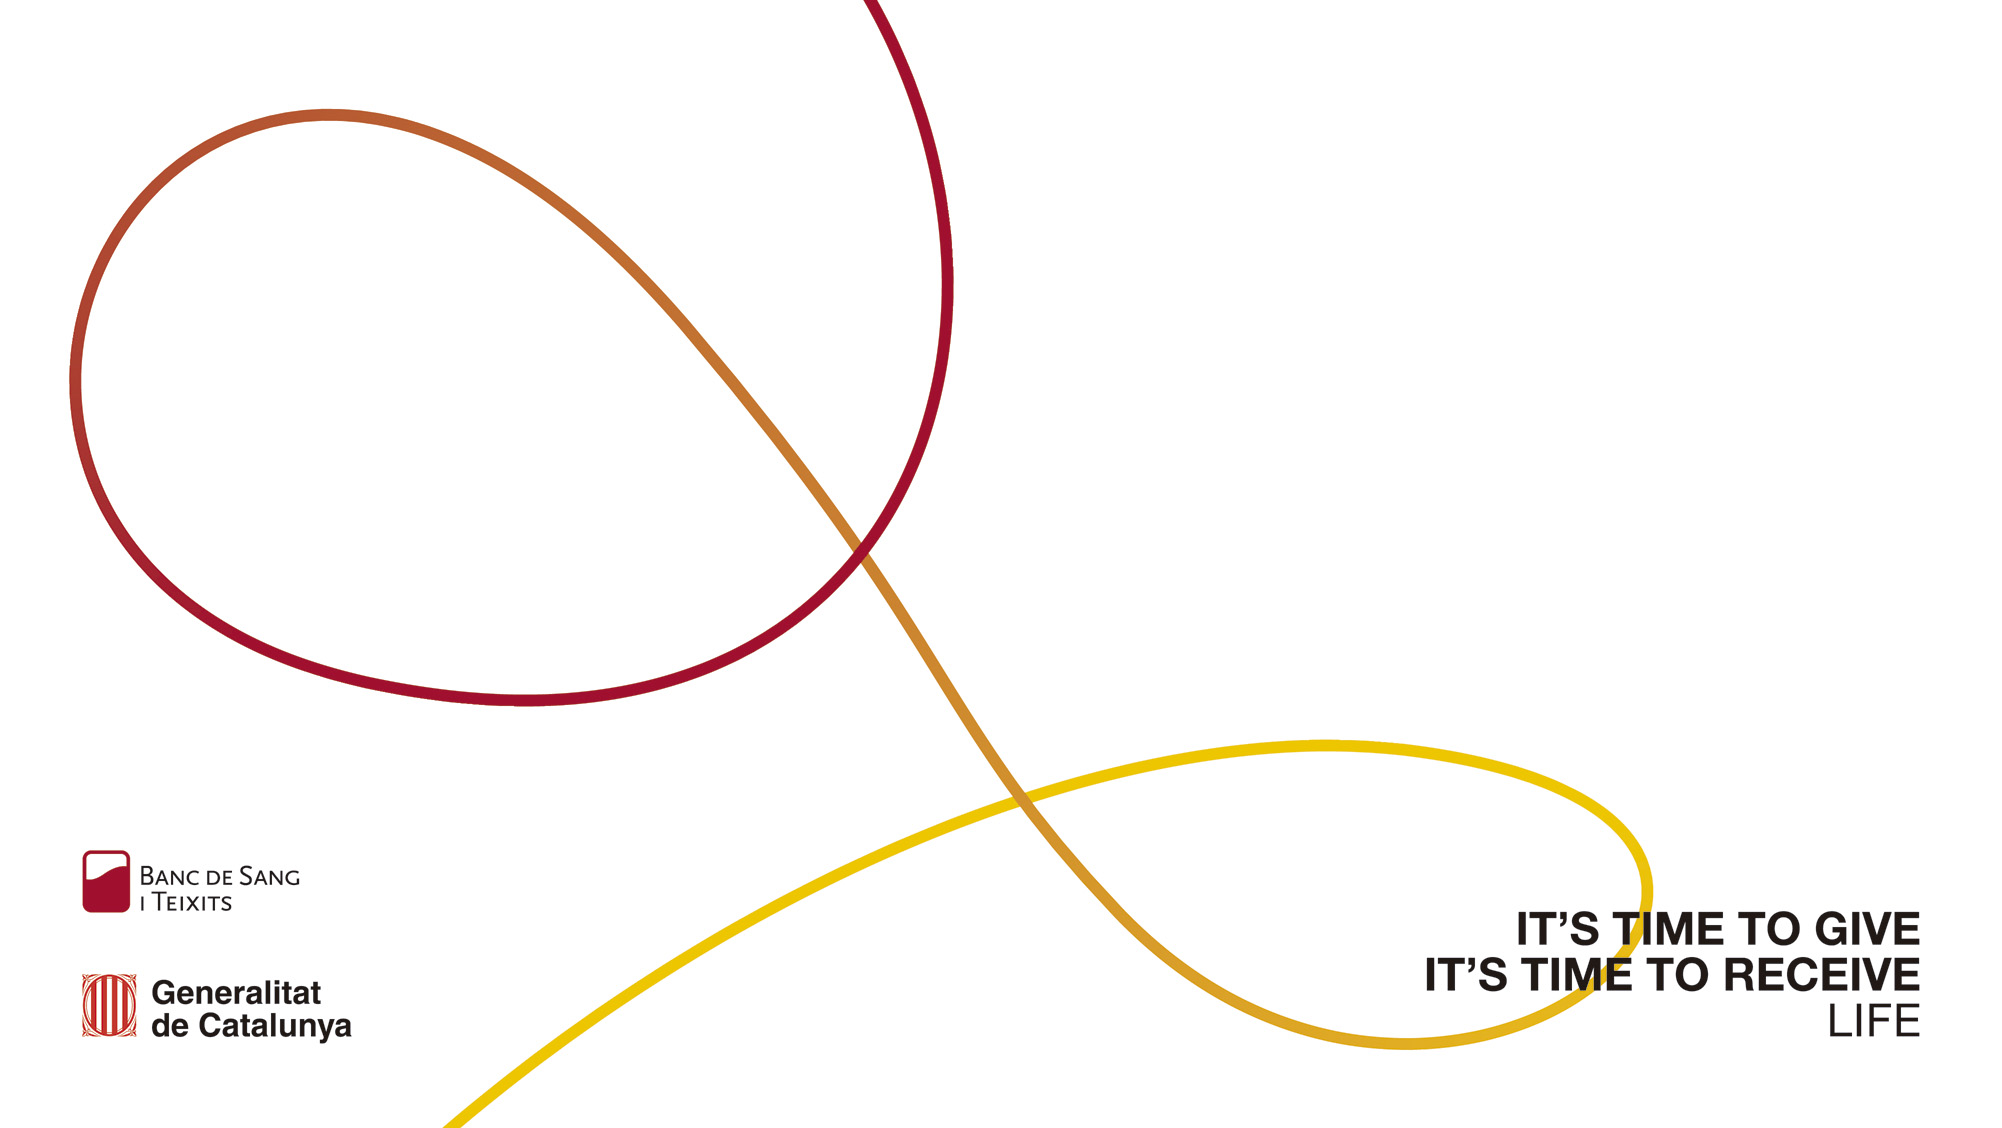 BANC DE SANG
I TEIXITS
Generalitat
de Catalunya
IT’S TIME TO GIVE
IT’S TIME TO RECEIVE
LIFE